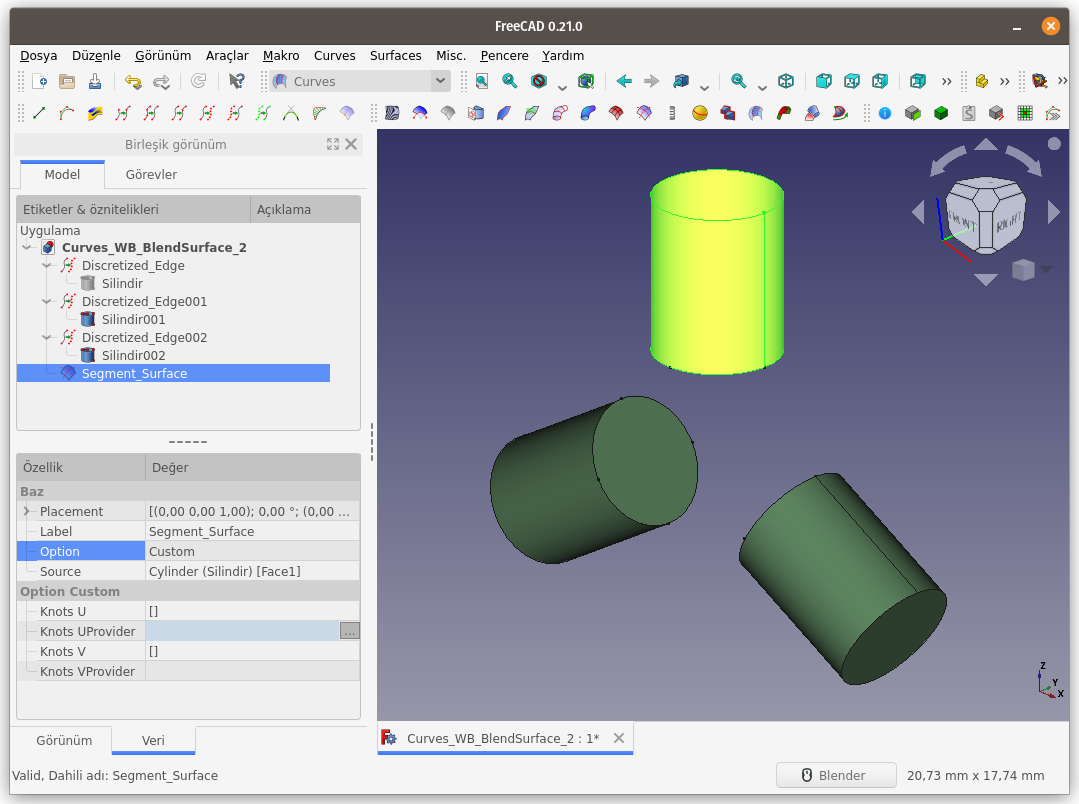 FreeCAD 0.21.0
Dosya Düzenle Görünüm Araçlar Makro Curves Surfaces Misc. Pencere Yardım
Curves
Birleşik görünüm
Model Görevler
Etiketler & öznitelikleri Açıklama
Uygulama
Curves_WB_BlendSurface_2
Discretized_Edge
Silindir
Discretized_Edge001
Silindir001
Discretized_Edge002
Silindir002
Segment_Surface
Özellik Değer
Baz
Placement [(0,00 0,00 1,00); 0,00 °; (0,00 ...
Label Segment_Surface
Option Custom
Source Cylinder (Silindir) [Face1]
Option Custom
Knots U []
Knots UProvider ...
Knots V []
Knots VProvider
Görünüm Veri
FRONT RIGHT
Z
Y
X
Curves_WB_BlendSurface_2 : 1*
Valid, Dahili adı: Segment_Surface
Blender 20,73 mm x 17,74 mm